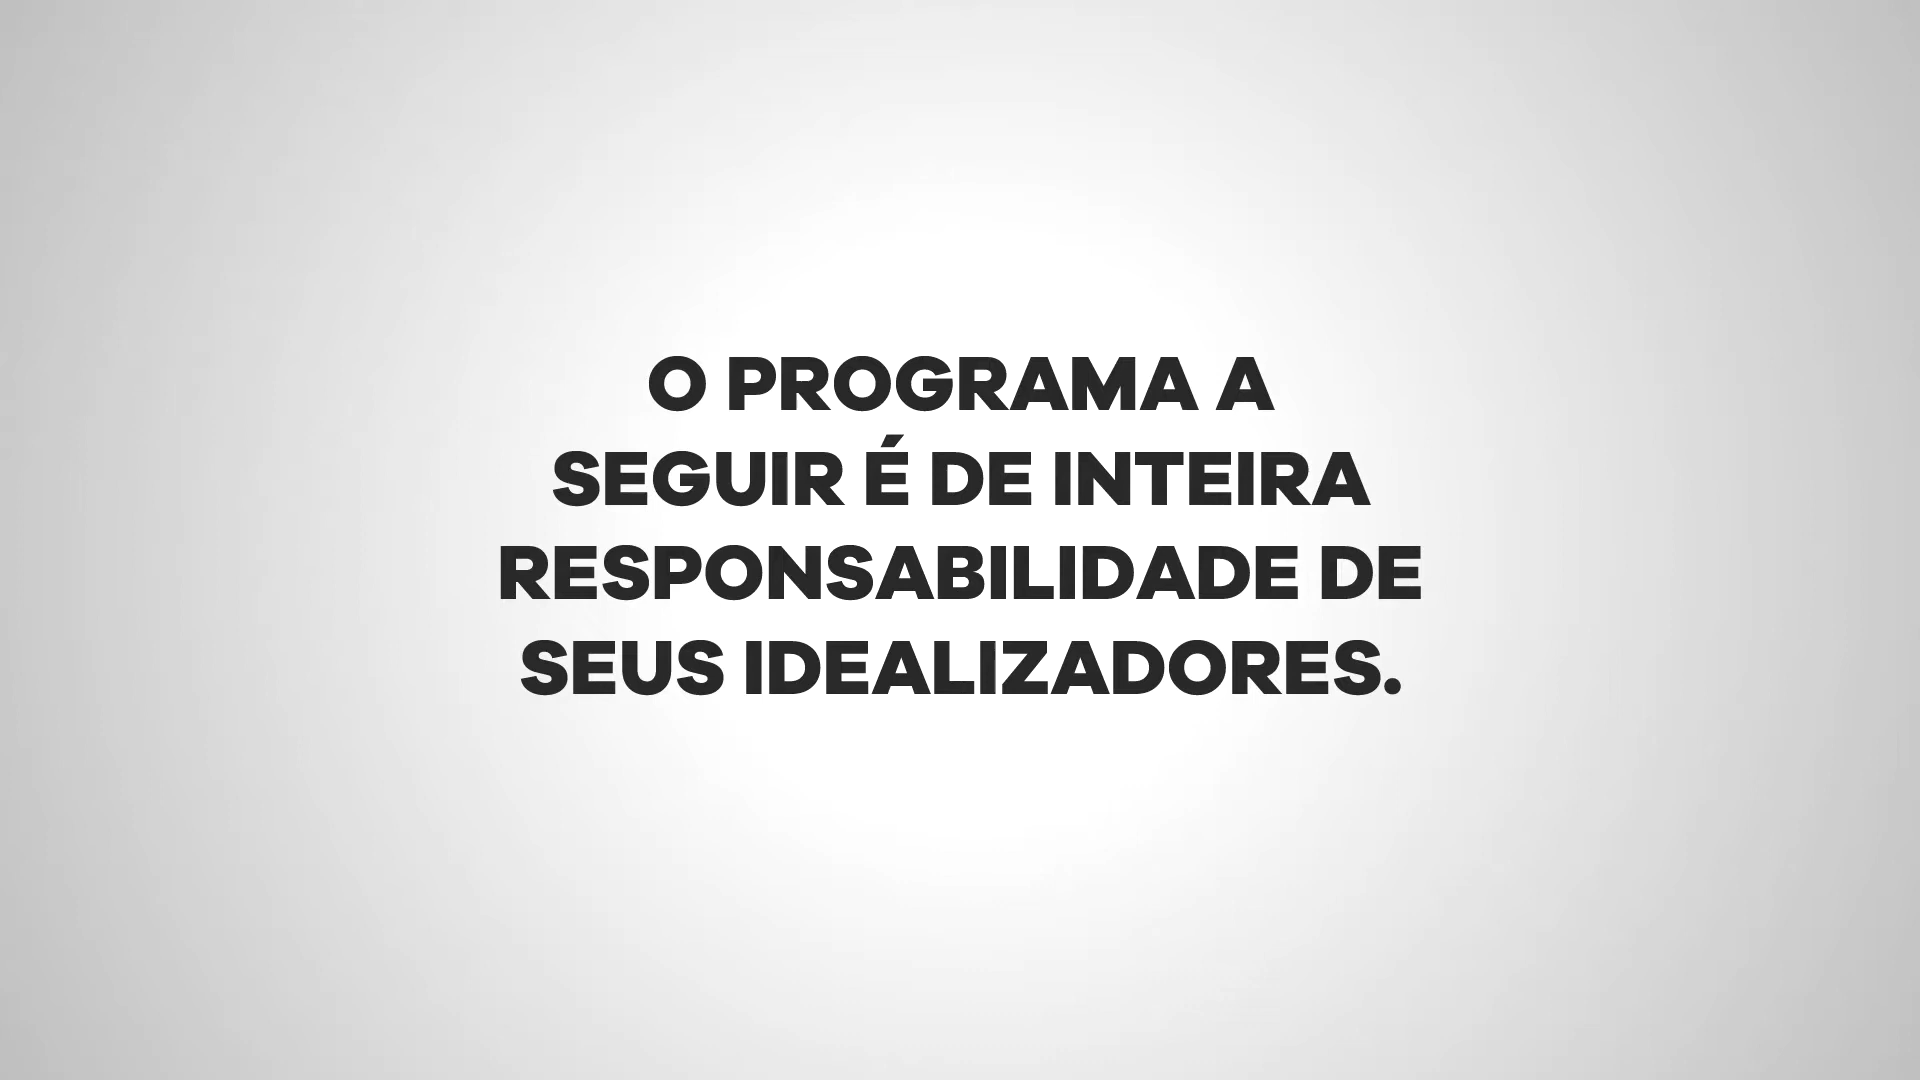 O PROGRAMA A
SEGUIR É DE INTEIRA
RESPONSABILIDADE DE
SEUS IDEALIZADORES.